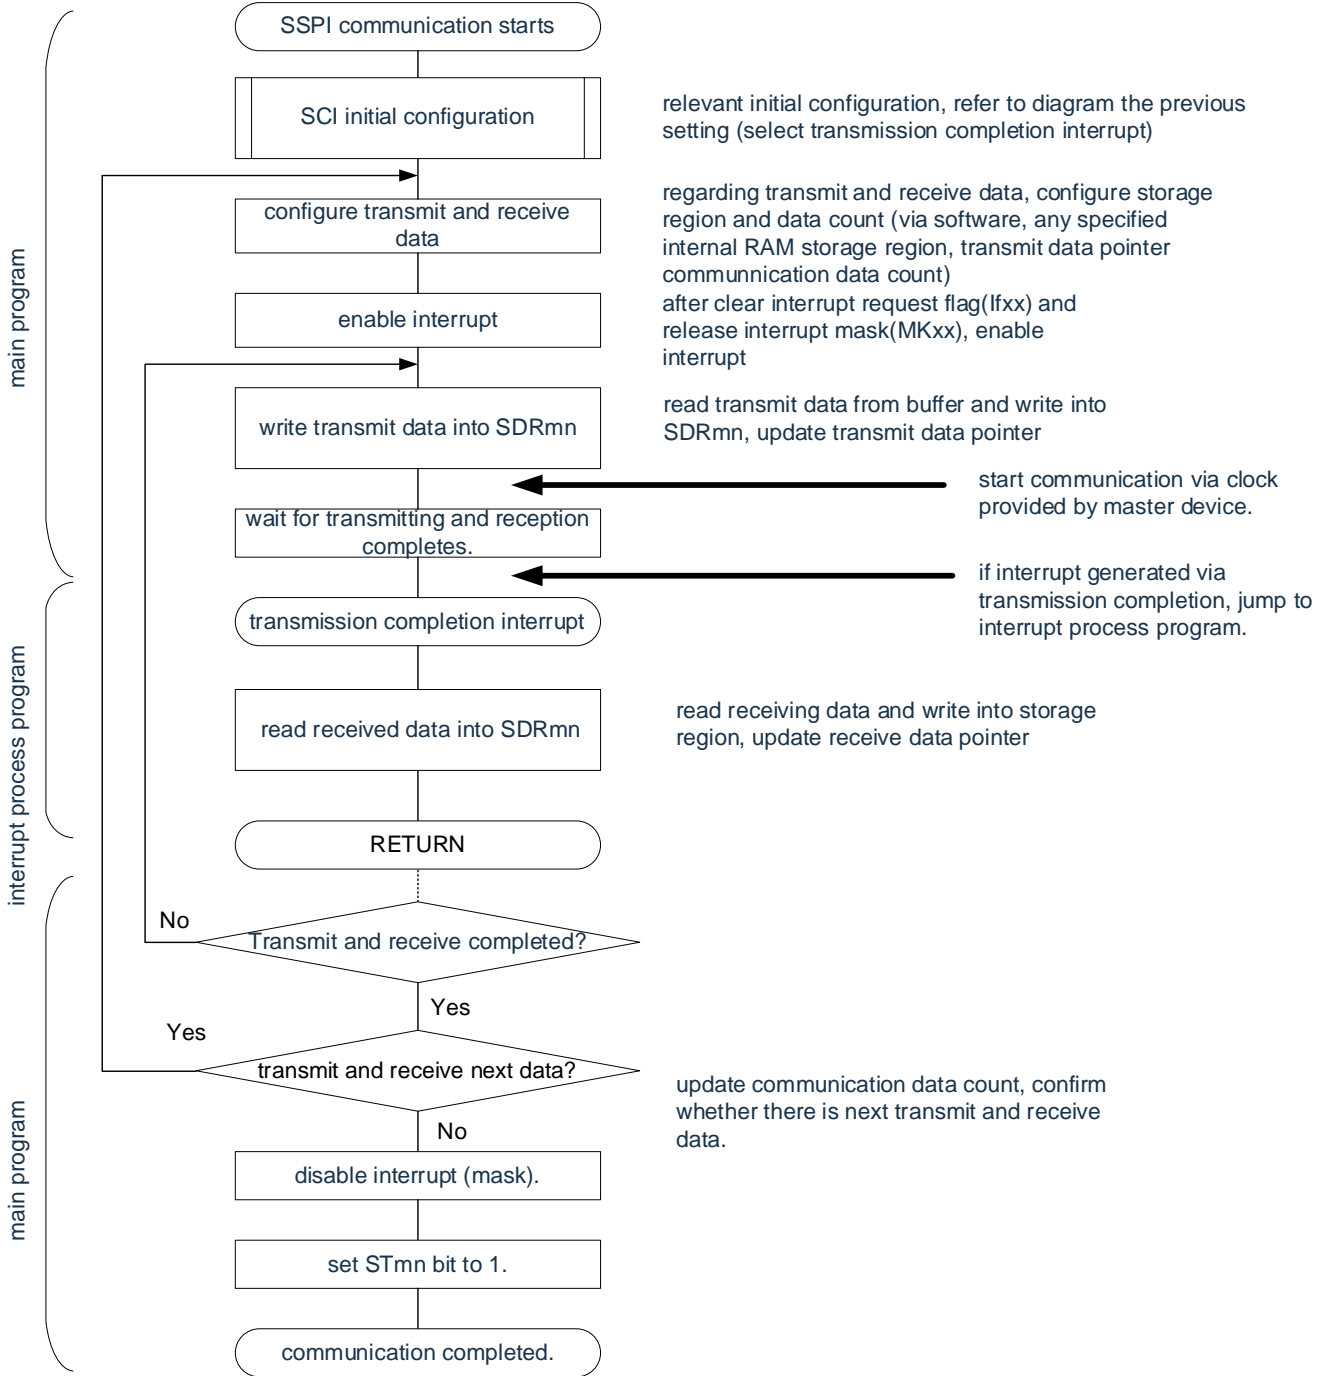 SSPI communication starts
SCI initial configuration
relevant initial configuration, refer to diagram the previous
setting (select transmission completion interrupt)
configure transmit and receive
data
regarding transmit and receive data, configure storage
region and data count (via software, any specified
internal RAM storage region, transmit data pointer
communnication data count)
enable interrupt
after clear interrupt request flag(Ifxx) and
release interrupt mask(MKxx), enable
interrupt
main program
write transmit data into SDRmn
read transmit data from buffer and write into
SDRmn, update transmit data pointer
start communication via clock
provided by master device.
wait for transmitting and reception
completes.
if interrupt generated via
transmission completion, jump to
interrupt process program.
transmission completion interrupt
interrupt process program
read received data into SDRmn
read receiving data and write into storage
region, update receive data pointer
RETURN
No
Transmit and receive completed?
Yes
Yes
transmit and receive next data?
update communication data count, confirm
whether there is next transmit and receive
data.
No
main program
disable interrupt (mask).
set STmn bit to 1.
communication completed.